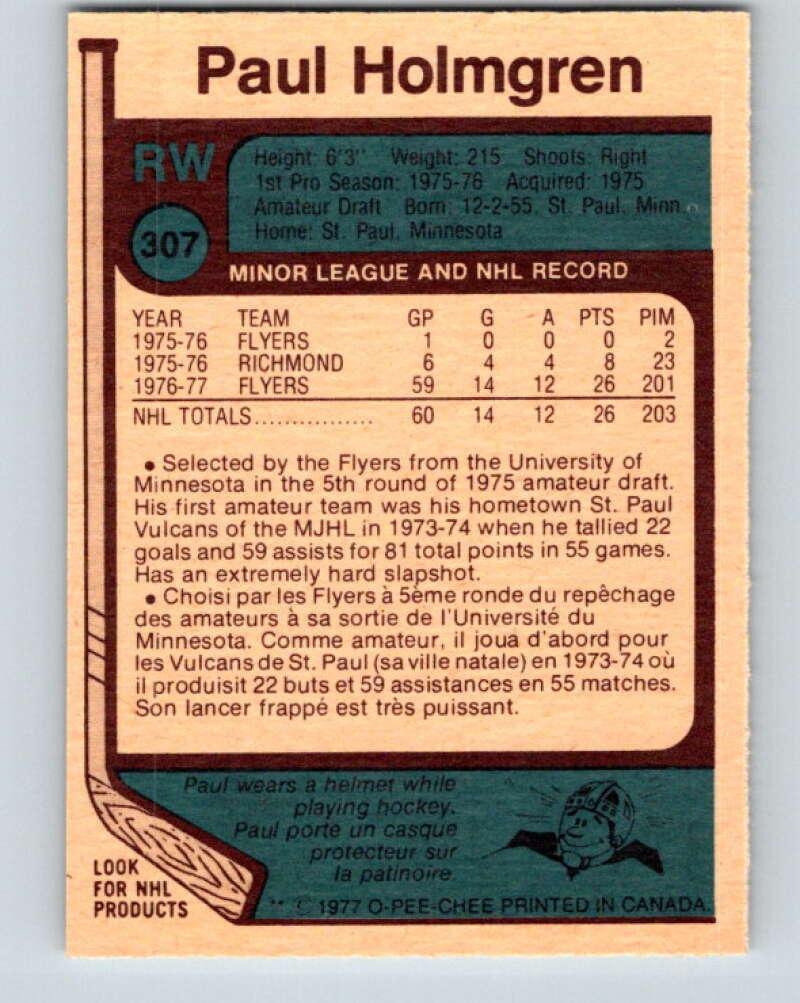 Paul Holmgren
RW
Height: 6'3" Weight: 215 Shoots: Right
1st Pro Season: 1975-76 Acquired: 1975
Amateur Draft Born: 12-2-55, St. Paul, Minn.
Home: St. Paul, Minnesota
307
MINOR LEAGUE AND NHL RECORD
YEAR TEAM GP G A PTS PIM
1975-76 FLYERS 1 0 0 0 2
1975-76 RICHMOND 6 4 4 8 23
1976-77 FLYERS 59 14 12 26 201
NHL TOTALS................ 60 14 12 26 203
● Selected by the Flyers from the University of
Minnesota in the 5th round of 1975 amateur draft.
His first amateur team was his hometown St. Paul
Vulcans of the MJHL in 1973-74 when he tallied 22
goals and 59 assists for 81 total points in 55 games.
Has an extremely hard slapshot.
● Choisi par les Flyers à 5ème ronde du repêchage
des amateurs à sa sortie de l'Université du
Minnesota. Comme amateur, il joua d'abord pour
les Vulcans de St. Paul (sa ville natale) en 1973-74 où
il produisit 22 buts et 59 assistances en 55 matches.
Son lancer frappé est très puissant.
Paul wears a helmet while
playing hockey.
Paul porte un casque
protecteur sur
la patinoire.
LOOK
FOR NHL
PRODUCTS
** © 1977 O-PEE-CHEE PRINTED IN CANADA.